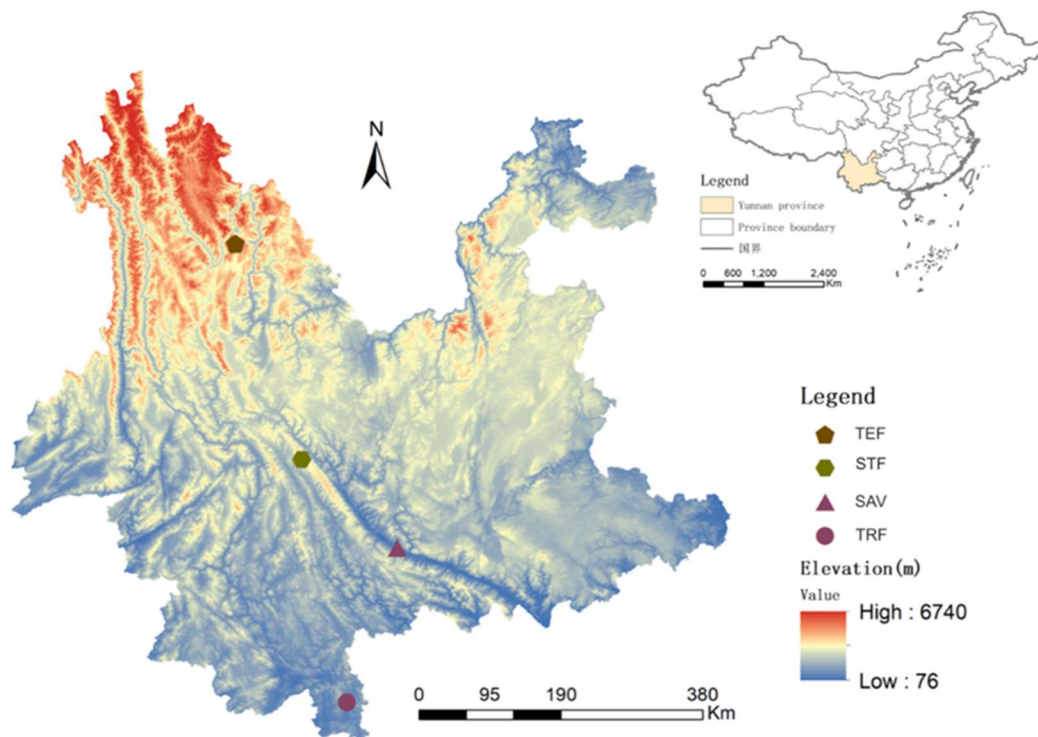 N
Legend
Yunnan province
Province boundary
国界
0 600 1,200 2,400
Km
Legend
TEF
STF
SAV
TRF
Elevation(m)
Value
High : 6740
Low : 76
0 95 190 380
Km